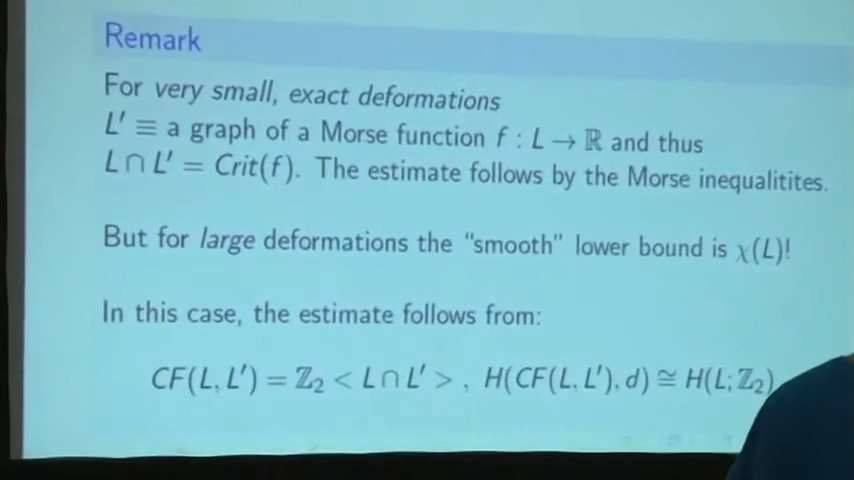 Remark
For very small, exact deformations
L′ ≡ a graph of a Morse function f : L → ℝ and thus
L ∩ L′ = Crit(f). The estimate follows by the Morse inequalitites.
But for large deformations the "smooth" lower bound is χ(L)!
In this case, the estimate follows from:
CF(L, L′) = ℤ₂ < L ∩ L′ > , H(CF(L, L′), d) ≅ H(L; ℤ₂)